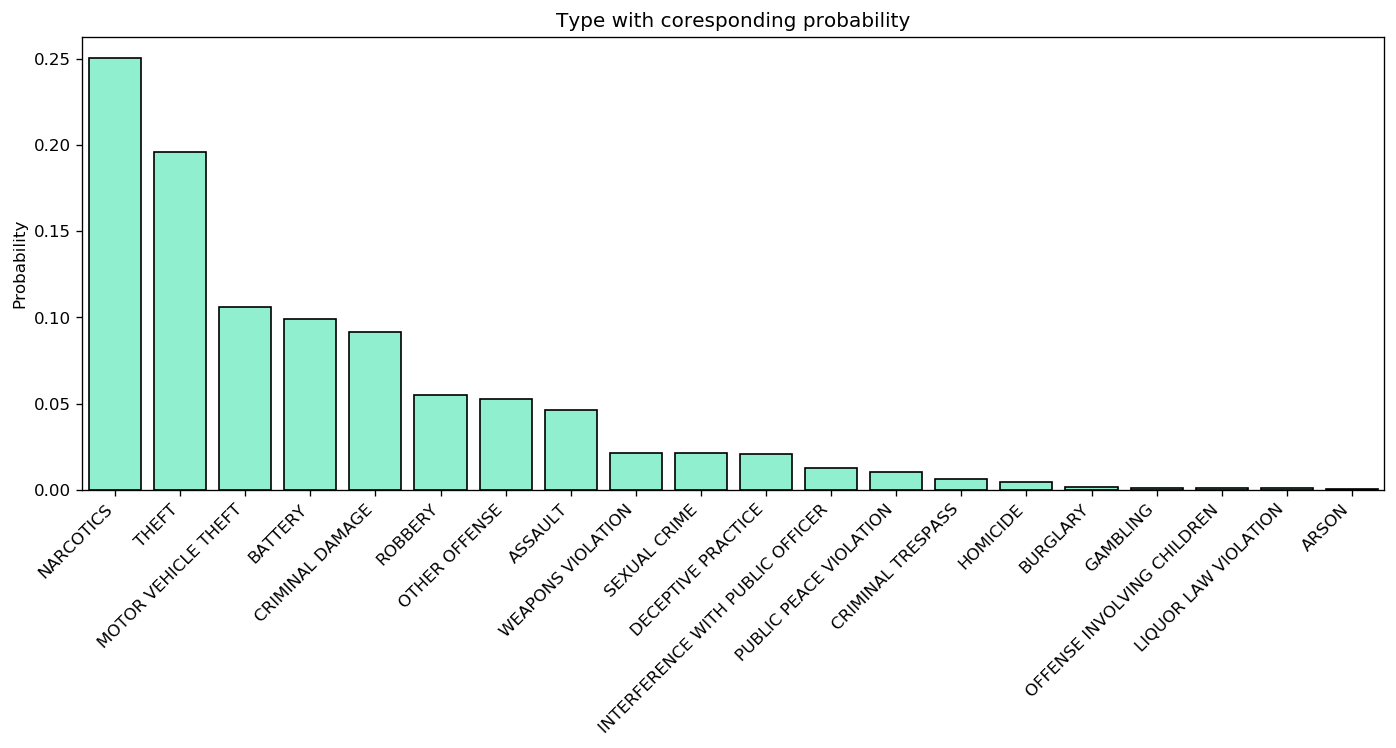 Type with coresponding probability
Probability
0.25
0.20
0.15
0.10
0.05
0.00
NARCOTICS
THEFT
MOTOR VEHICLE THEFT
BATTERY
CRIMINAL DAMAGE
ROBBERY
OTHER OFFENSE
ASSAULT
WEAPONS VIOLATION
SEXUAL CRIME
DECEPTIVE PRACTICE
INTERFERENCE WITH PUBLIC OFFICER
PUBLIC PEACE VIOLATION
CRIMINAL TRESPASS
HOMICIDE
BURGLARY
GAMBLING
OFFENSE INVOLVING CHILDREN
LIQUOR LAW VIOLATION
ARSON